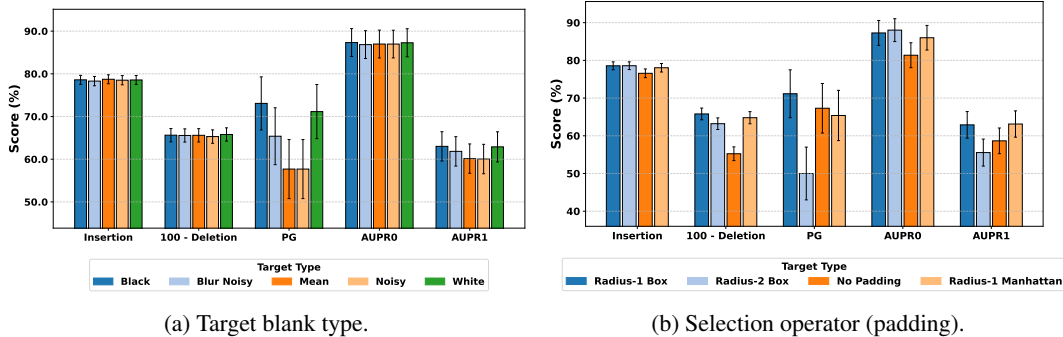 90.0
80.0
70.0
60.0
50.0
Score (%)
Insertion 100 - Deletion PG AUPR0 AUPR1
Target Type
Black Blur Noisy Mean Noisy White
(a) Target blank type.
90
80
70
60
50
40
Score (%)
Insertion 100 - Deletion PG AUPR0 AUPR1
Target Type
Radius-1 Box Radius-2 Box No Padding Radius-1 Manhattan
(b) Selection operator (padding).